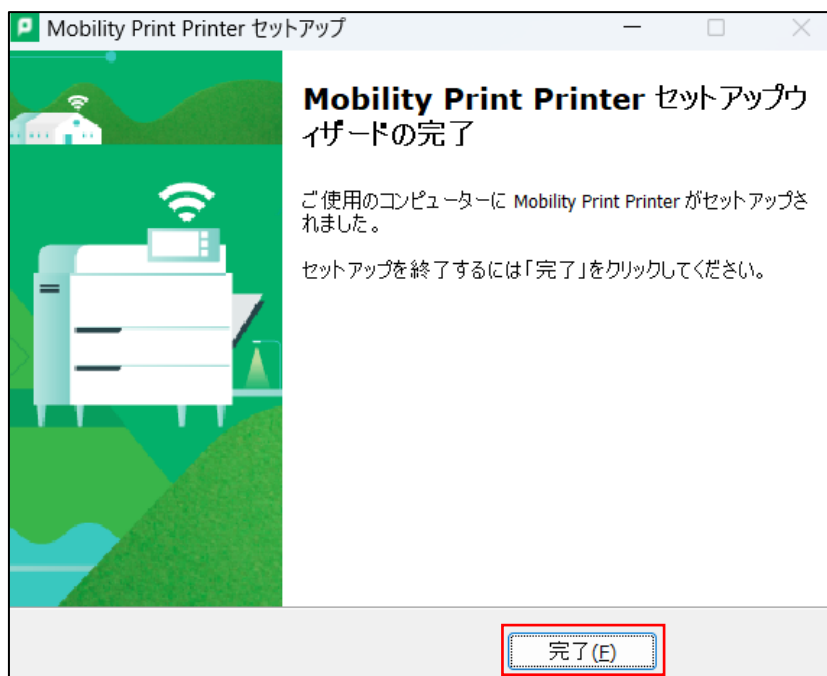 Mobility Print Printer セットアップ
Mobility Print Printer セットアップウ
ィザードの完了
ご使用のコンピューターに Mobility Print Printer がセットアップさ
れました。
セットアップを終了するには「完了」をクリックしてください。
完了(F)